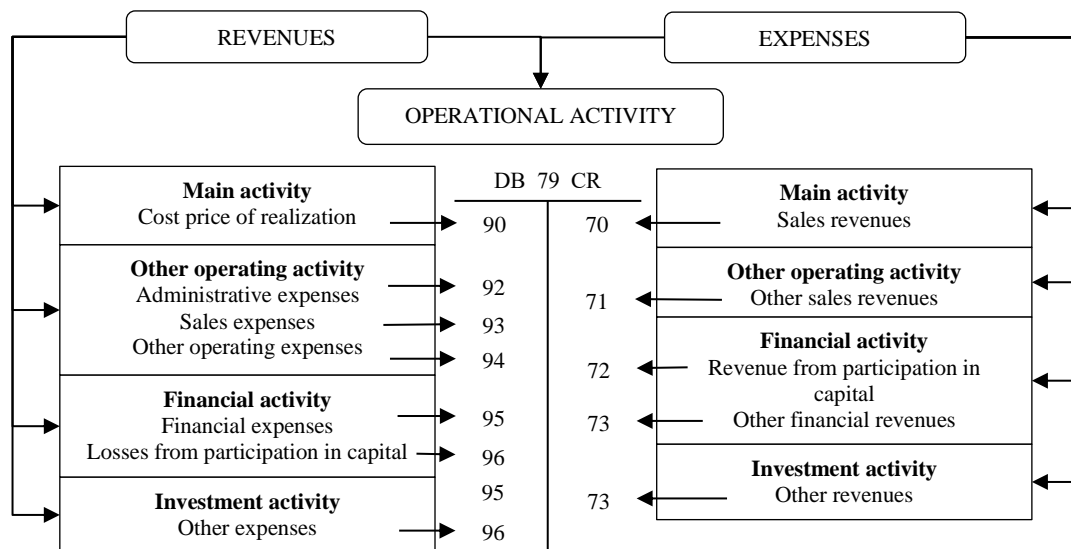 REVENUES
EXPENSES
OPERATIONAL ACTIVITY
Main activity
Cost price of realization
Other operating activity
Administrative expenses
Sales expenses
Other operating expenses
Financial activity
Financial expenses
Losses from participation in capital
Investment activity
Other expenses
DB 79 CR
90 70
92
71
93
94
72
95
73
96
95
73
96
Main activity
Sales revenues
Other operating activity
Other sales revenues
Financial activity
Revenue from participation in
capital
Other financial revenues
Investment activity
Other revenues